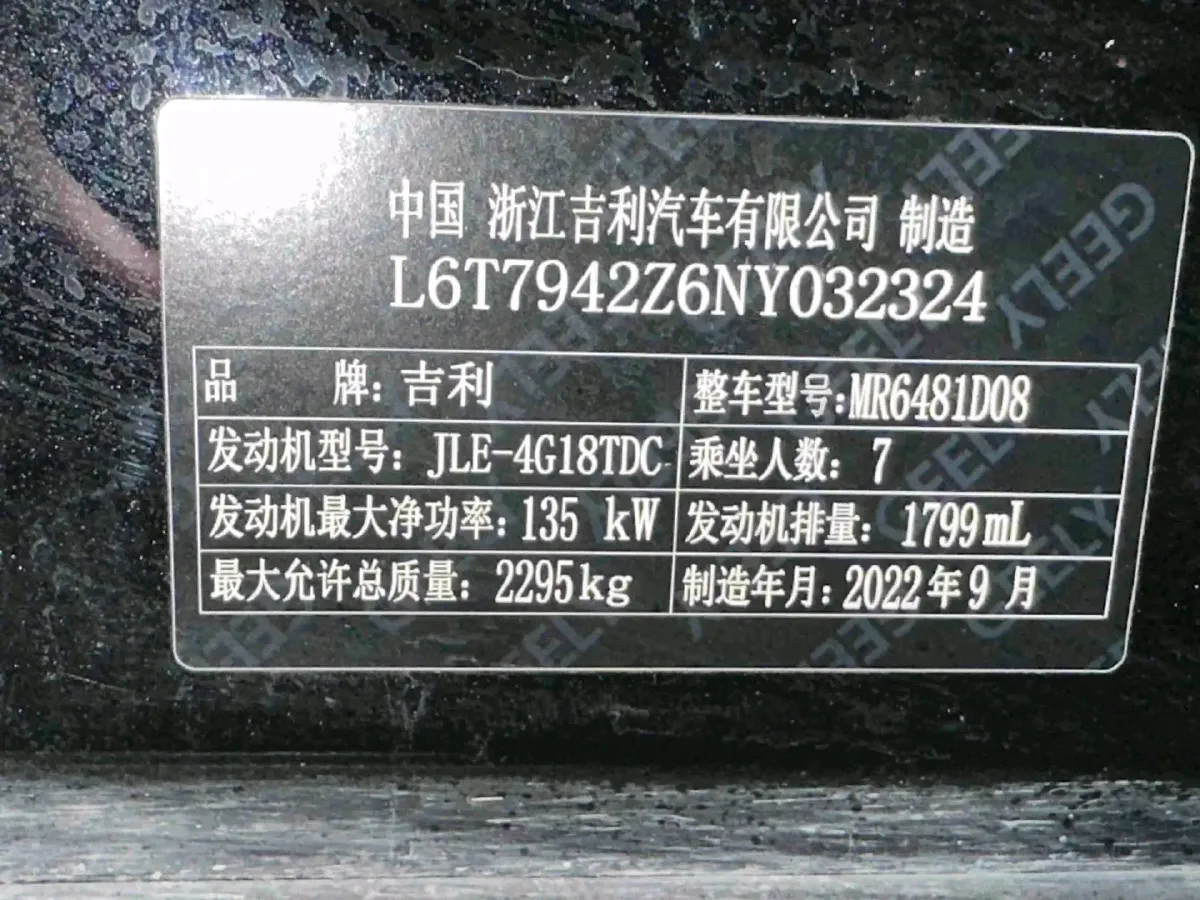 中国 浙江吉利汽车有限公司 制造
L6T7942Z6NY032324
品 牌: 吉利 整车型号:MR6481D08
发动机型号: JLE-4G18TDC 乘坐人数: 7
发动机最大净功率: 135 kW 发动机排量: 1799mL
最大允许总质量: 2295kg 制造年月: 2022年9月
GEELY